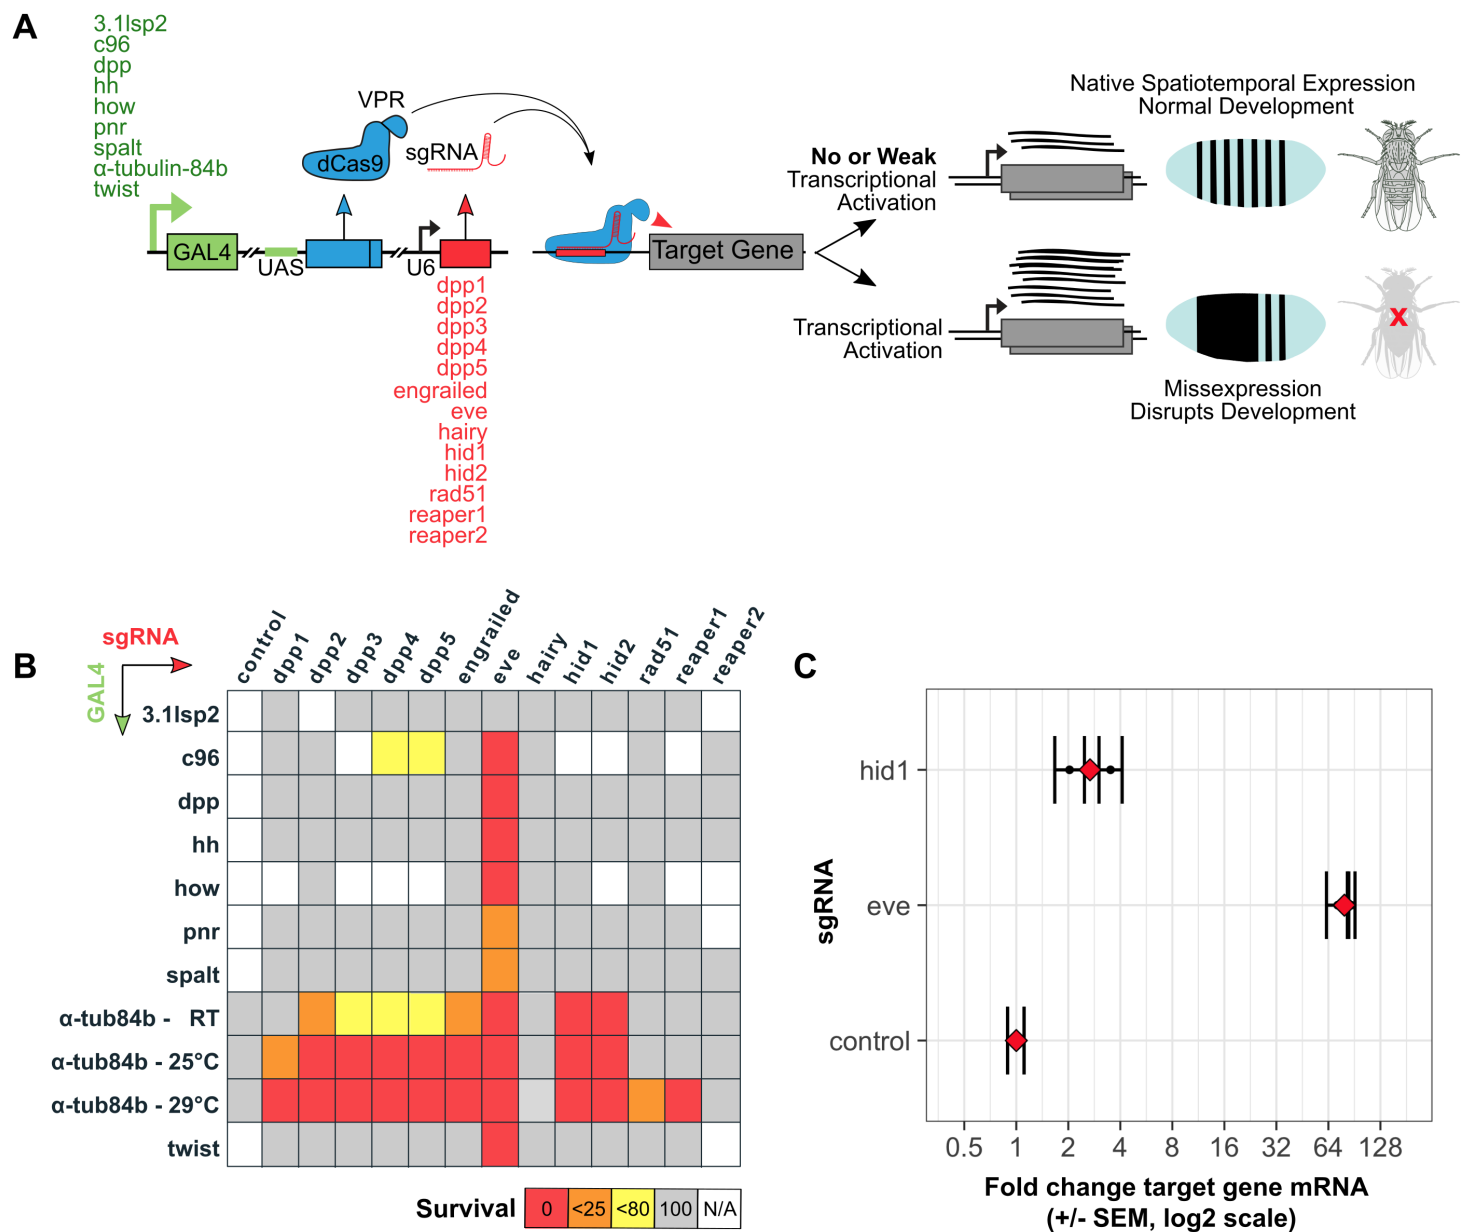 A
3.1lsp2
c96
dpp
hh
how
pnr
spalt
α-tubulin-84b
twist
VPR
dCas9
sgRNA
GAL4
UAS
U6
Target Gene
dpp1
dpp2
dpp3
dpp4
dpp5
engrailed
eve
hairy
hid1
hid2
rad51
reaper1
reaper2
No or Weak
Transcriptional
Activation
Native Spatiotemporal Expression
Normal Development
Transcriptional
Activation
x
Missexpression
Disrupts Development
B
sgRNA
GAL4
control
dpp1
dpp2
dpp3
dpp4
dpp5
engrailed
eve
hairy
hid1
hid2
rad51
reaper1
reaper2
3.1lsp2
c96
dpp
hh
how
pnr
spalt
α-tub84b - RT
α-tub84b - 25°C
α-tub84b - 29°C
twist
Survival 0 <25 <80 100 N/A
C
sgRNA
hid1
eve
control
0.5 1 2 4 8 16 32 64 128
Fold change target gene mRNA
(+/- SEM, log2 scale)